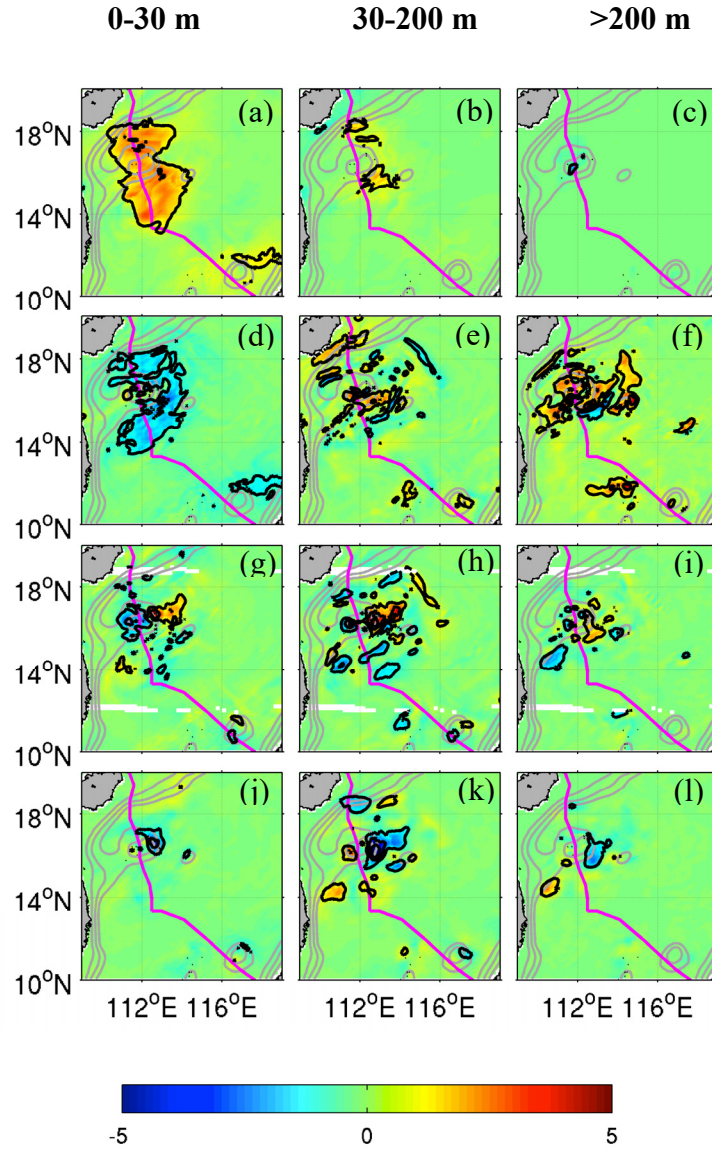 0-30 m 30-200 m >200 m
18°N (a) (b) (c)
14°N
10°N
18°N (d) (e) (f)
14°N
10°N
18°N (g) (h) (i)
14°N
10°N
18°N (j) (k) (l)
14°N
10°N
112°E 116°E 112°E 116°E 112°E 116°E
-5 0 5